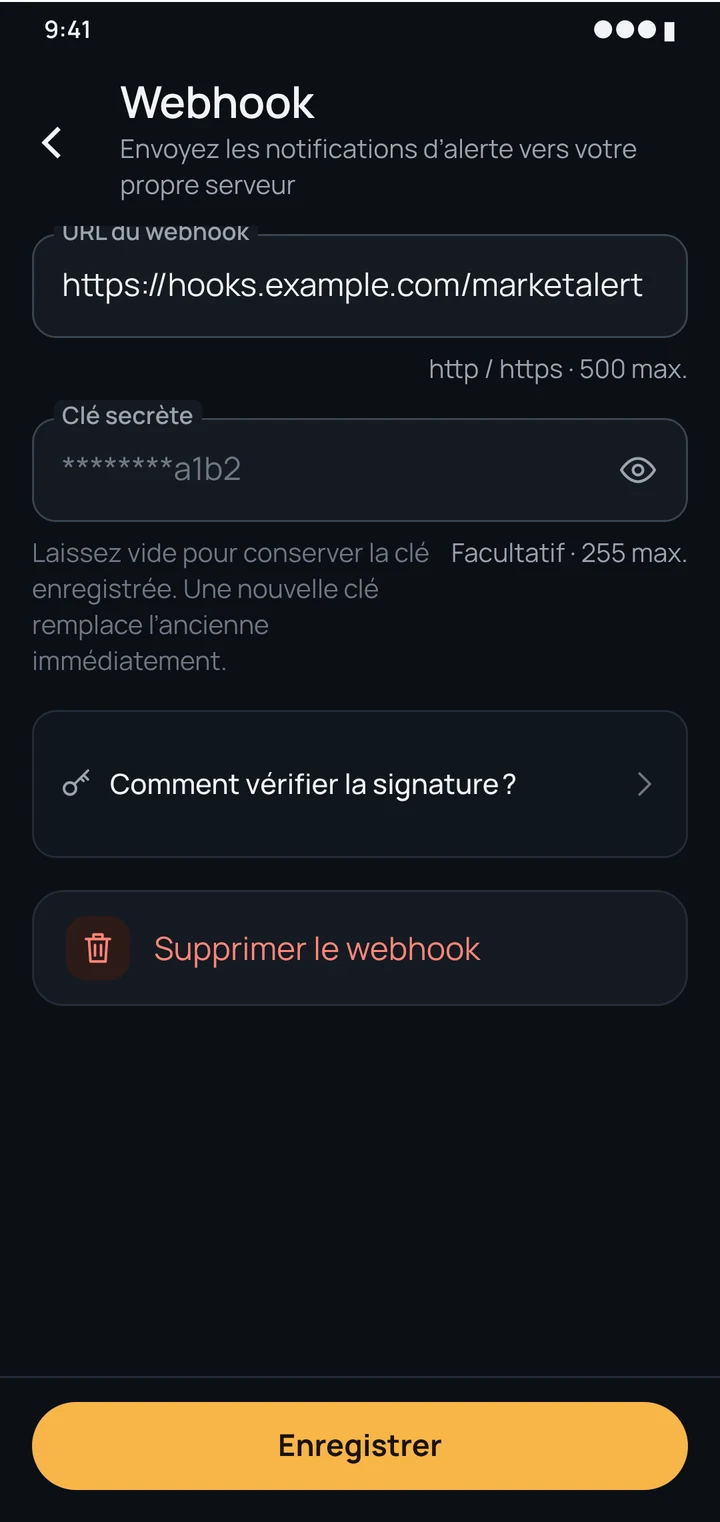 9:41
Webhook
Envoyez les notifications d’alerte vers votre
propre serveur
URL du webhook
https://hooks.example.com/marketalert
http / https · 500 max.
Clé secrète
********a1b2
Laissez vide pour conserver la clé
enregistrée. Une nouvelle clé
remplace l’ancienne
immédiatement.
Facultatif · 255 max.
Comment vérifier la signature ?
Supprimer le webhook
Enregistrer